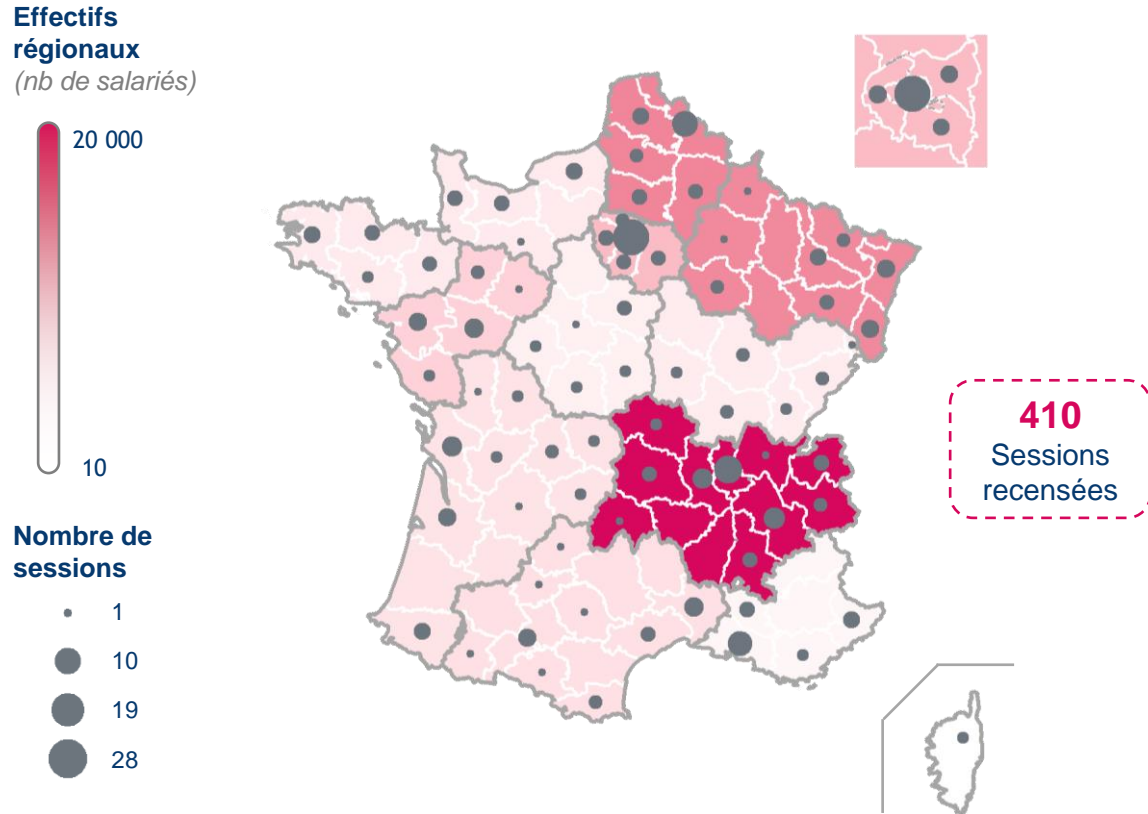 Effectifs
régionaux
(nb de salariés)
20 000
10
Nombre de
sessions
1
10
19
28
410
Sessions
recensées